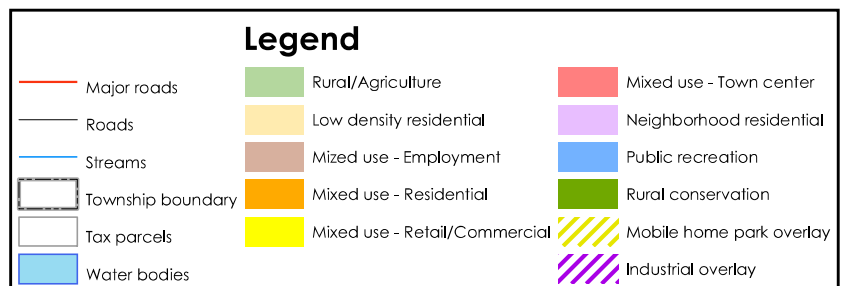 Legend
Major roads
Roads
Streams
Township boundary
Tax parcels
Water bodies
Rural/Agriculture
Low density residential
Mized use - Employment
Mixed use - Residential
Mixed use - Retail/Commercial
Mixed use - Town center
Neighborhood residential
Public recreation
Rural conservation
Mobile home park overlay
Industrial overlay